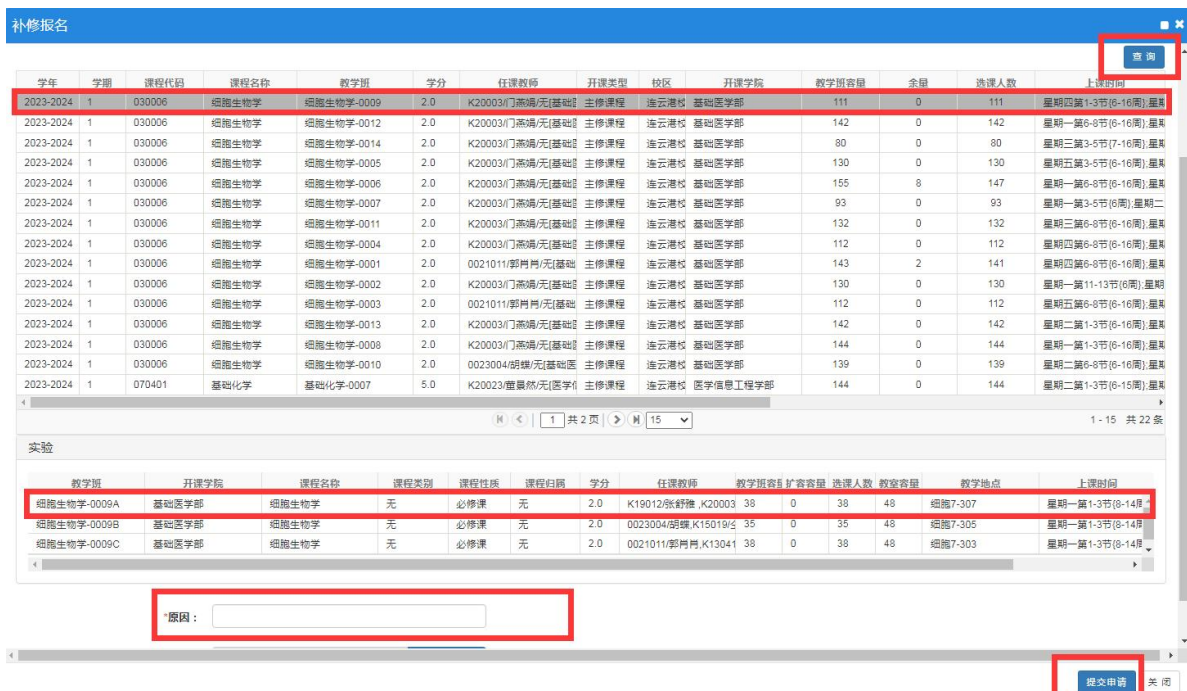 补修报名
查询
学年 学期 课程代码 课程名称 教学班 学分 任课教师 开课类型 校区 开课学院 教学班容量 余量 选课人数 上课时间
2023-2024 1 030006 细胞生物学 细胞生物学-0009 2.0 K20003/门燕娟/无[基础 主修课程 连云港校 基础医学部 111 0 111 星期四第1-3节{6-16周};星期
2023-2024 1 030006 细胞生物学 细胞生物学-0012 2.0 K20003/门燕娟/无[基础 主修课程 连云港校 基础医学部 142 0 142 星期一第6-8节{6-16周};星期
2023-2024 1 030006 细胞生物学 细胞生物学-0014 2.0 K20003/门燕娟/无[基础 主修课程 连云港校 基础医学部 80 0 80 星期三第3-5节{7-16周};星期
2023-2024 1 030006 细胞生物学 细胞生物学-0005 2.0 K20003/门燕娟/无[基础 主修课程 连云港校 基础医学部 130 0 130 星期五第3-5节{6-16周};星期
2023-2024 1 030006 细胞生物学 细胞生物学-0006 2.0 K20003/门燕娟/无[基础 主修课程 连云港校 基础医学部 155 8 147 星期一第6-8节{6-16周};星期
2023-2024 1 030006 细胞生物学 细胞生物学-0007 2.0 K20003/门燕娟/无[基础 主修课程 连云港校 基础医学部 93 0 93 星期一第3-5节{6周};星期二
2023-2024 1 030006 细胞生物学 细胞生物学-0011 2.0 K20003/门燕娟/无[基础 主修课程 连云港校 基础医学部 132 0 132 星期三第6-8节{6-16周};星期
2023-2024 1 030006 细胞生物学 细胞生物学-0004 2.0 K20003/门燕娟/无[基础 主修课程 连云港校 基础医学部 112 0 112 星期四第6-8节{6-16周};星期
2023-2024 1 030006 细胞生物学 细胞生物学-0001 2.0 0021011/郭肖肖/无[基础 主修课程 连云港校 基础医学部 143 2 141 星期四第6-8节{6-16周};星期
2023-2024 1 030006 细胞生物学 细胞生物学-0002 2.0 K20003/门燕娟/无[基础 主修课程 连云港校 基础医学部 130 0 130 星期一第11-13节{6周};星期
2023-2024 1 030006 细胞生物学 细胞生物学-0003 2.0 0021011/郭肖肖/无[基础 主修课程 连云港校 基础医学部 112 0 112 星期五第6-8节{6-16周};星期
2023-2024 1 030006 细胞生物学 细胞生物学-0013 2.0 K20003/门燕娟/无[基础 主修课程 连云港校 基础医学部 142 0 142 星期二第1-3节{6-16周};星期
2023-2024 1 030006 细胞生物学 细胞生物学-0008 2.0 K20003/门燕娟/无[基础 主修课程 连云港校 基础医学部 144 0 144 星期一第1-3节{6-16周};星期
2023-2024 1 030006 细胞生物学 细胞生物学-0010 2.0 0023004/胡蝶/无[基础医 主修课程 连云港校 基础医学部 139 0 139 星期二第6-8节{6-16周};星期
2023-2024 1 070401 基础化学 基础化学-0007 5.0 K20023/董晨然/无[医学 主修课程 连云港校 医学信息工程学部 144 0 144 星期二第1-3节{6-15周};星期
1 共2页 15 1 - 15 共 22 条
实验
教学班 开课学院 课程名称 课程类别 课程性质 课程归属 学分 任课教师 教学班容量 扩容容量 选课人数 教室容量 教学地点 上课时间
细胞生物学-0009A 基础医学部 细胞生物学 无 必修课 无 2.0 K19012/张舒雅,K20003 38 0 38 48 细胞7-307 星期一第1-3节{8-14周
细胞生物学-0009B 基础医学部 细胞生物学 无 必修课 无 2.0 0023004/胡蝶,K15019/ 35 0 35 48 细胞7-305 星期一第1-3节{8-14周
细胞生物学-0009C 基础医学部 细胞生物学 无 必修课 无 2.0 0021011/郭肖肖,K13041 38 0 38 48 细胞7-303 星期一第1-3节{8-14周
*原因：
提交申请 关闭